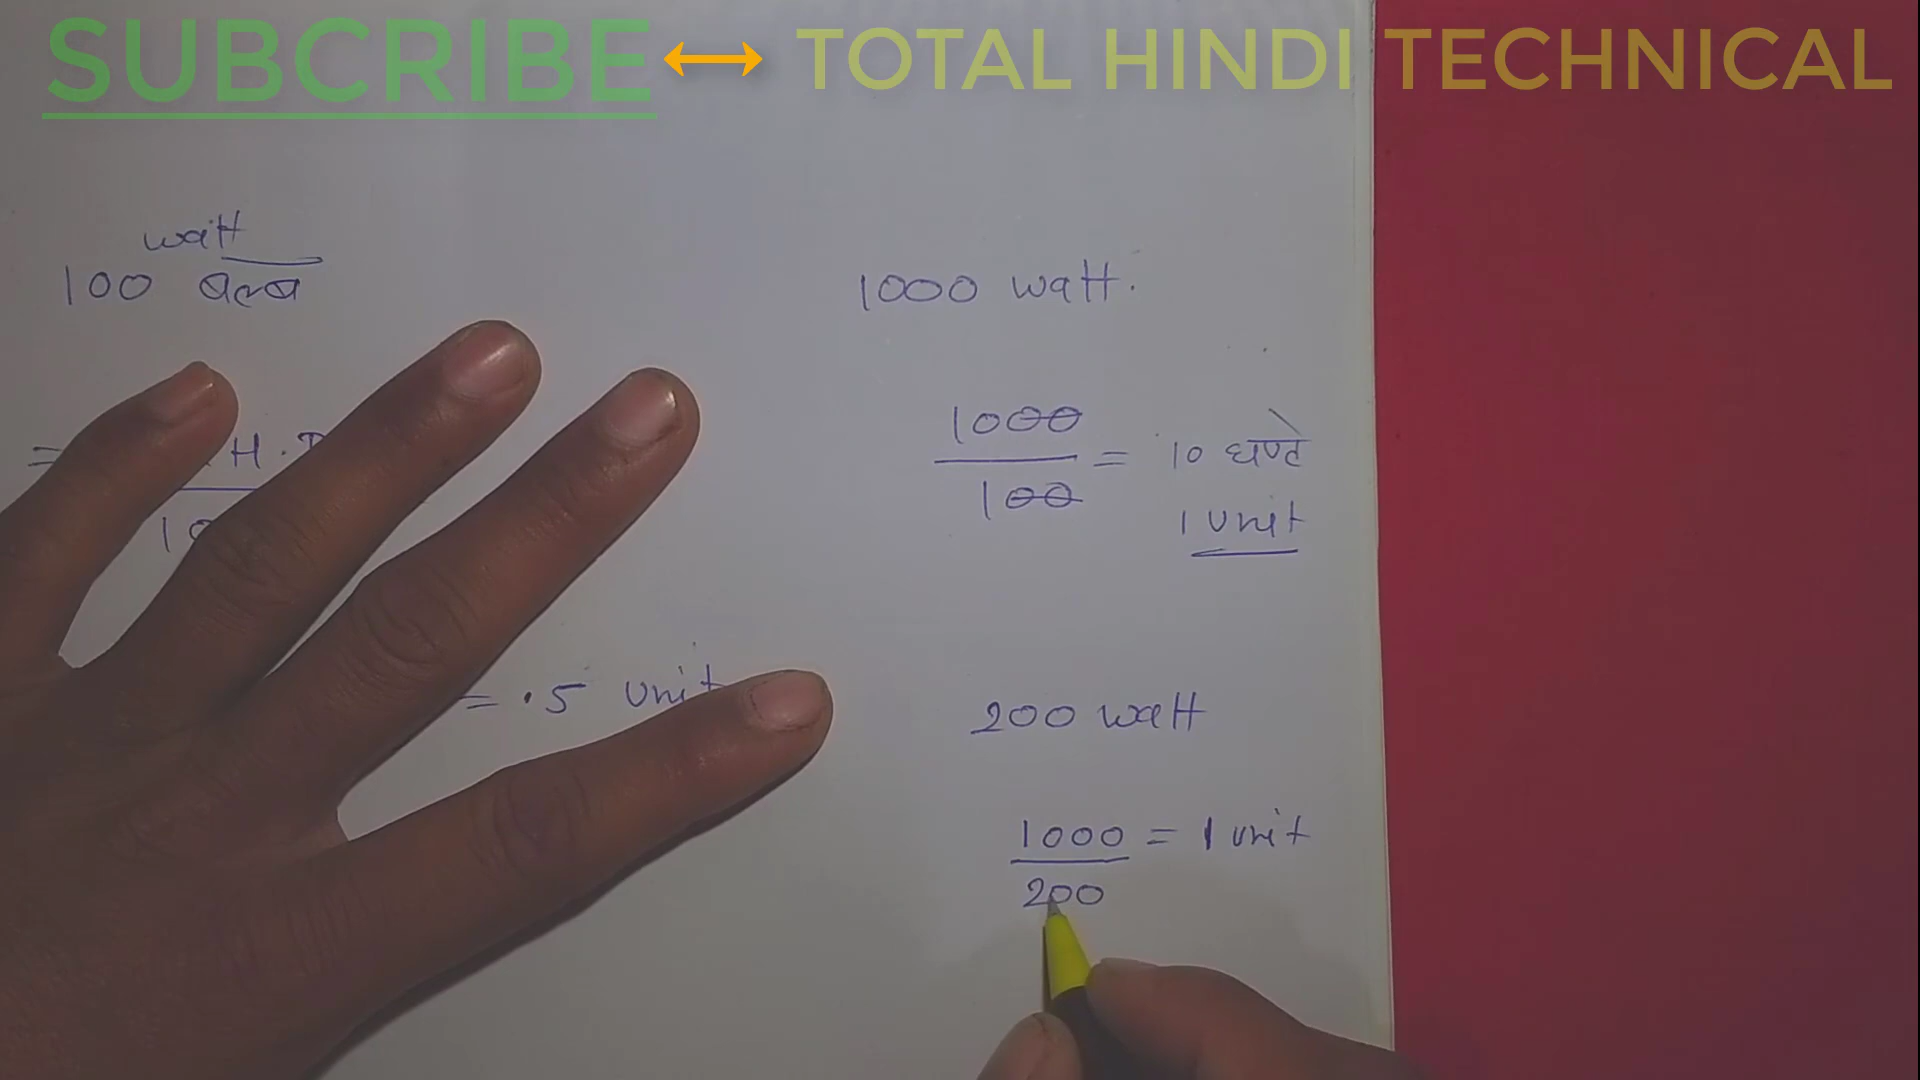 SUBCRIBE ↔ TOTAL HINDI TECHNICAL
watt
100 बल्ब
= H.
10
= .5 unit
1000 watt.
1000
100
= 10 घण्टे
1 unit
200 watt
1000 = 1 unit
200